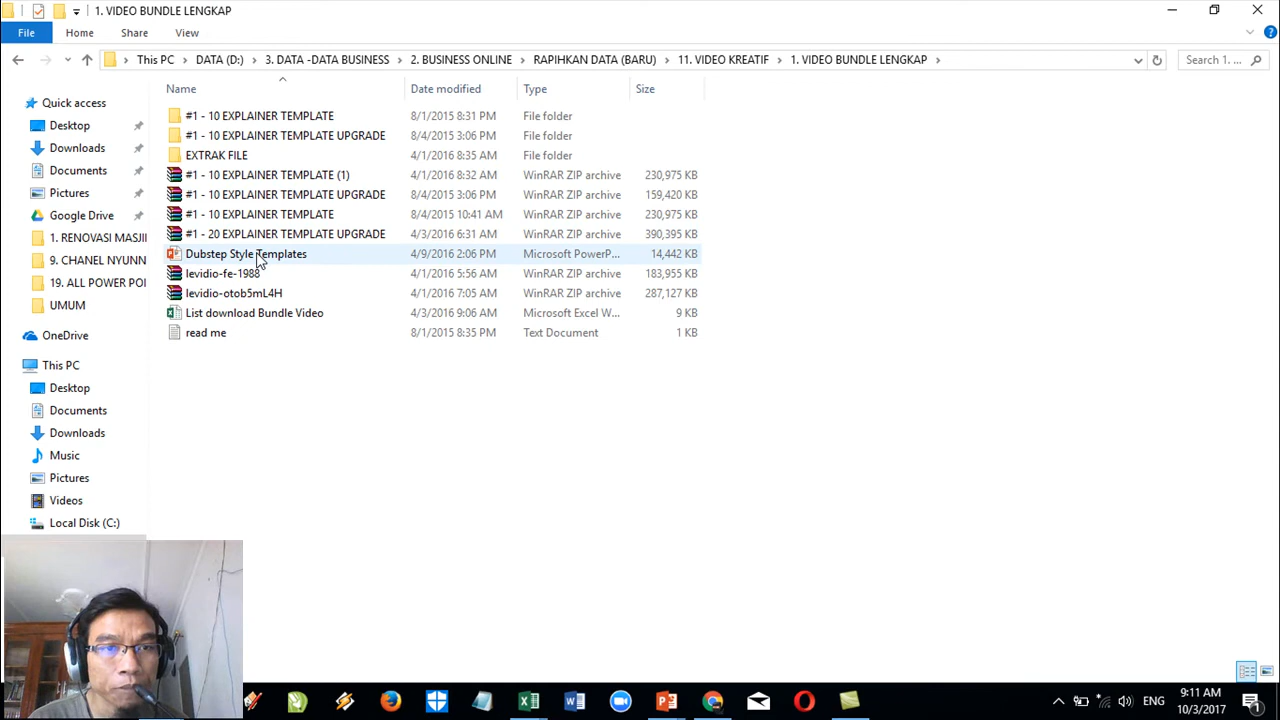 1. VIDEO BUNDLE LENGKAP
File Home Share View
This PC DATA (D:) 3. DATA -DATA BUSINESS 2. BUSINESS ONLINE RAPIHKAN DATA (BARU) 11. VIDEO KREATIF 1. VIDEO BUNDLE LENGKAP Search 1. ...
Name Date modified Type Size
Quick access
Desktop
Downloads
Documents
Pictures
Google Drive
1. RENOVASI MASJI
9. CHANEL NYUNN
19. ALL POWER POI
UMUM
OneDrive
This PC
Desktop
Documents
Downloads
Music
Pictures
Videos
Local Disk (C:)
#1 - 10 EXPLAINER TEMPLATE 8/1/2015 8:31 PM File folder
#1 - 10 EXPLAINER TEMPLATE UPGRADE 8/4/2015 3:06 PM File folder
EXTRAK FILE 4/1/2016 8:35 AM File folder
#1 - 10 EXPLAINER TEMPLATE (1) 4/1/2016 8:32 AM WinRAR ZIP archive 230,975 KB
#1 - 10 EXPLAINER TEMPLATE UPGRADE 8/4/2015 3:06 PM WinRAR ZIP archive 159,420 KB
#1 - 10 EXPLAINER TEMPLATE 8/4/2015 10:41 AM WinRAR ZIP archive 230,975 KB
#1 - 20 EXPLAINER TEMPLATE UPGRADE 4/3/2016 6:31 AM WinRAR ZIP archive 390,395 KB
Dubstep Style Templates 4/9/2016 2:06 PM Microsoft PowerP... 14,442 KB
levidio-fe-1988 4/1/2016 5:56 AM WinRAR ZIP archive 183,955 KB
levidio-otob5mL4H 4/1/2016 7:05 AM WinRAR ZIP archive 287,127 KB
List download Bundle Video 4/3/2016 9:06 AM Microsoft Excel W... 9 KB
read me 8/1/2015 8:35 PM Text Document 1 KB
ENG
9:11 AM
10/3/2017